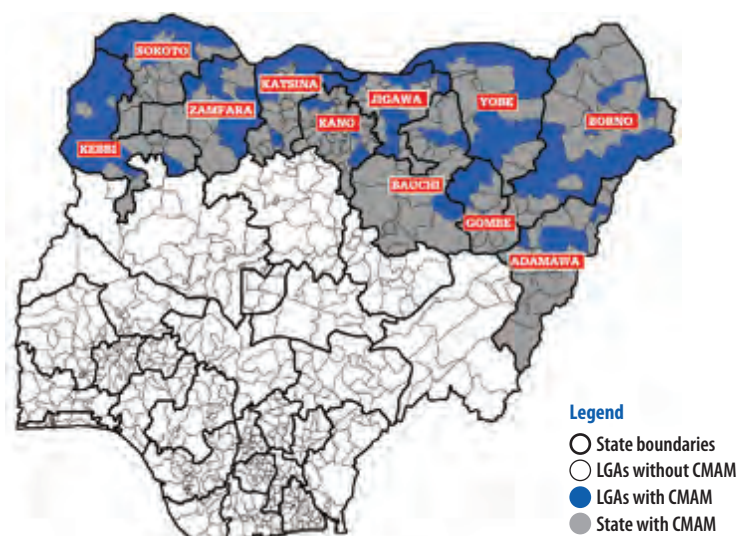 SOKOTO
KATSINA
JIGAWA
YOBE
ZAMFARA
KANO
BORNO
KEBBI
BAUCHI
GOMBE
ADAMAWA
Legend
State boundaries
LGAs without CMAM
LGAs with CMAM
State with CMAM